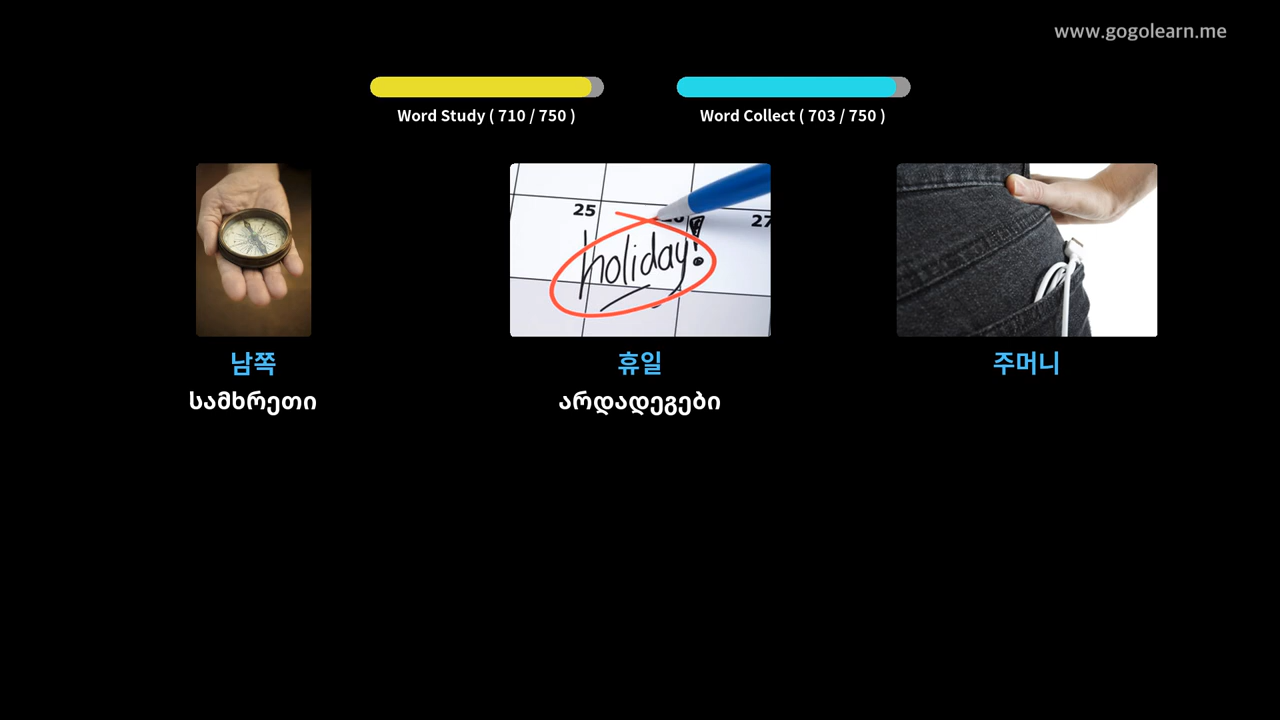 www.gogolearn.me
Word Study ( 710 / 750 )
Word Collect ( 703 / 750 )
25
27
holiday!
남쪽
휴일
주머니
სამხრეთი
არდადეგები